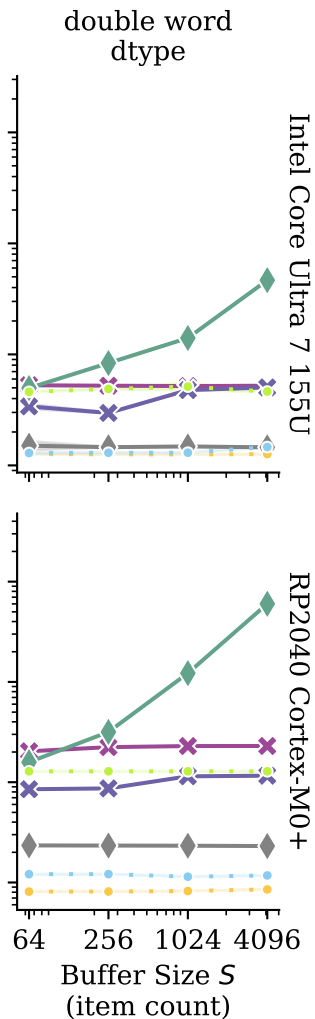 double word
dtype
Intel Core Ultra 7 155U
RP2040 Cortex-M0+
64 256 1024 4096
Buffer Size S
(item count)